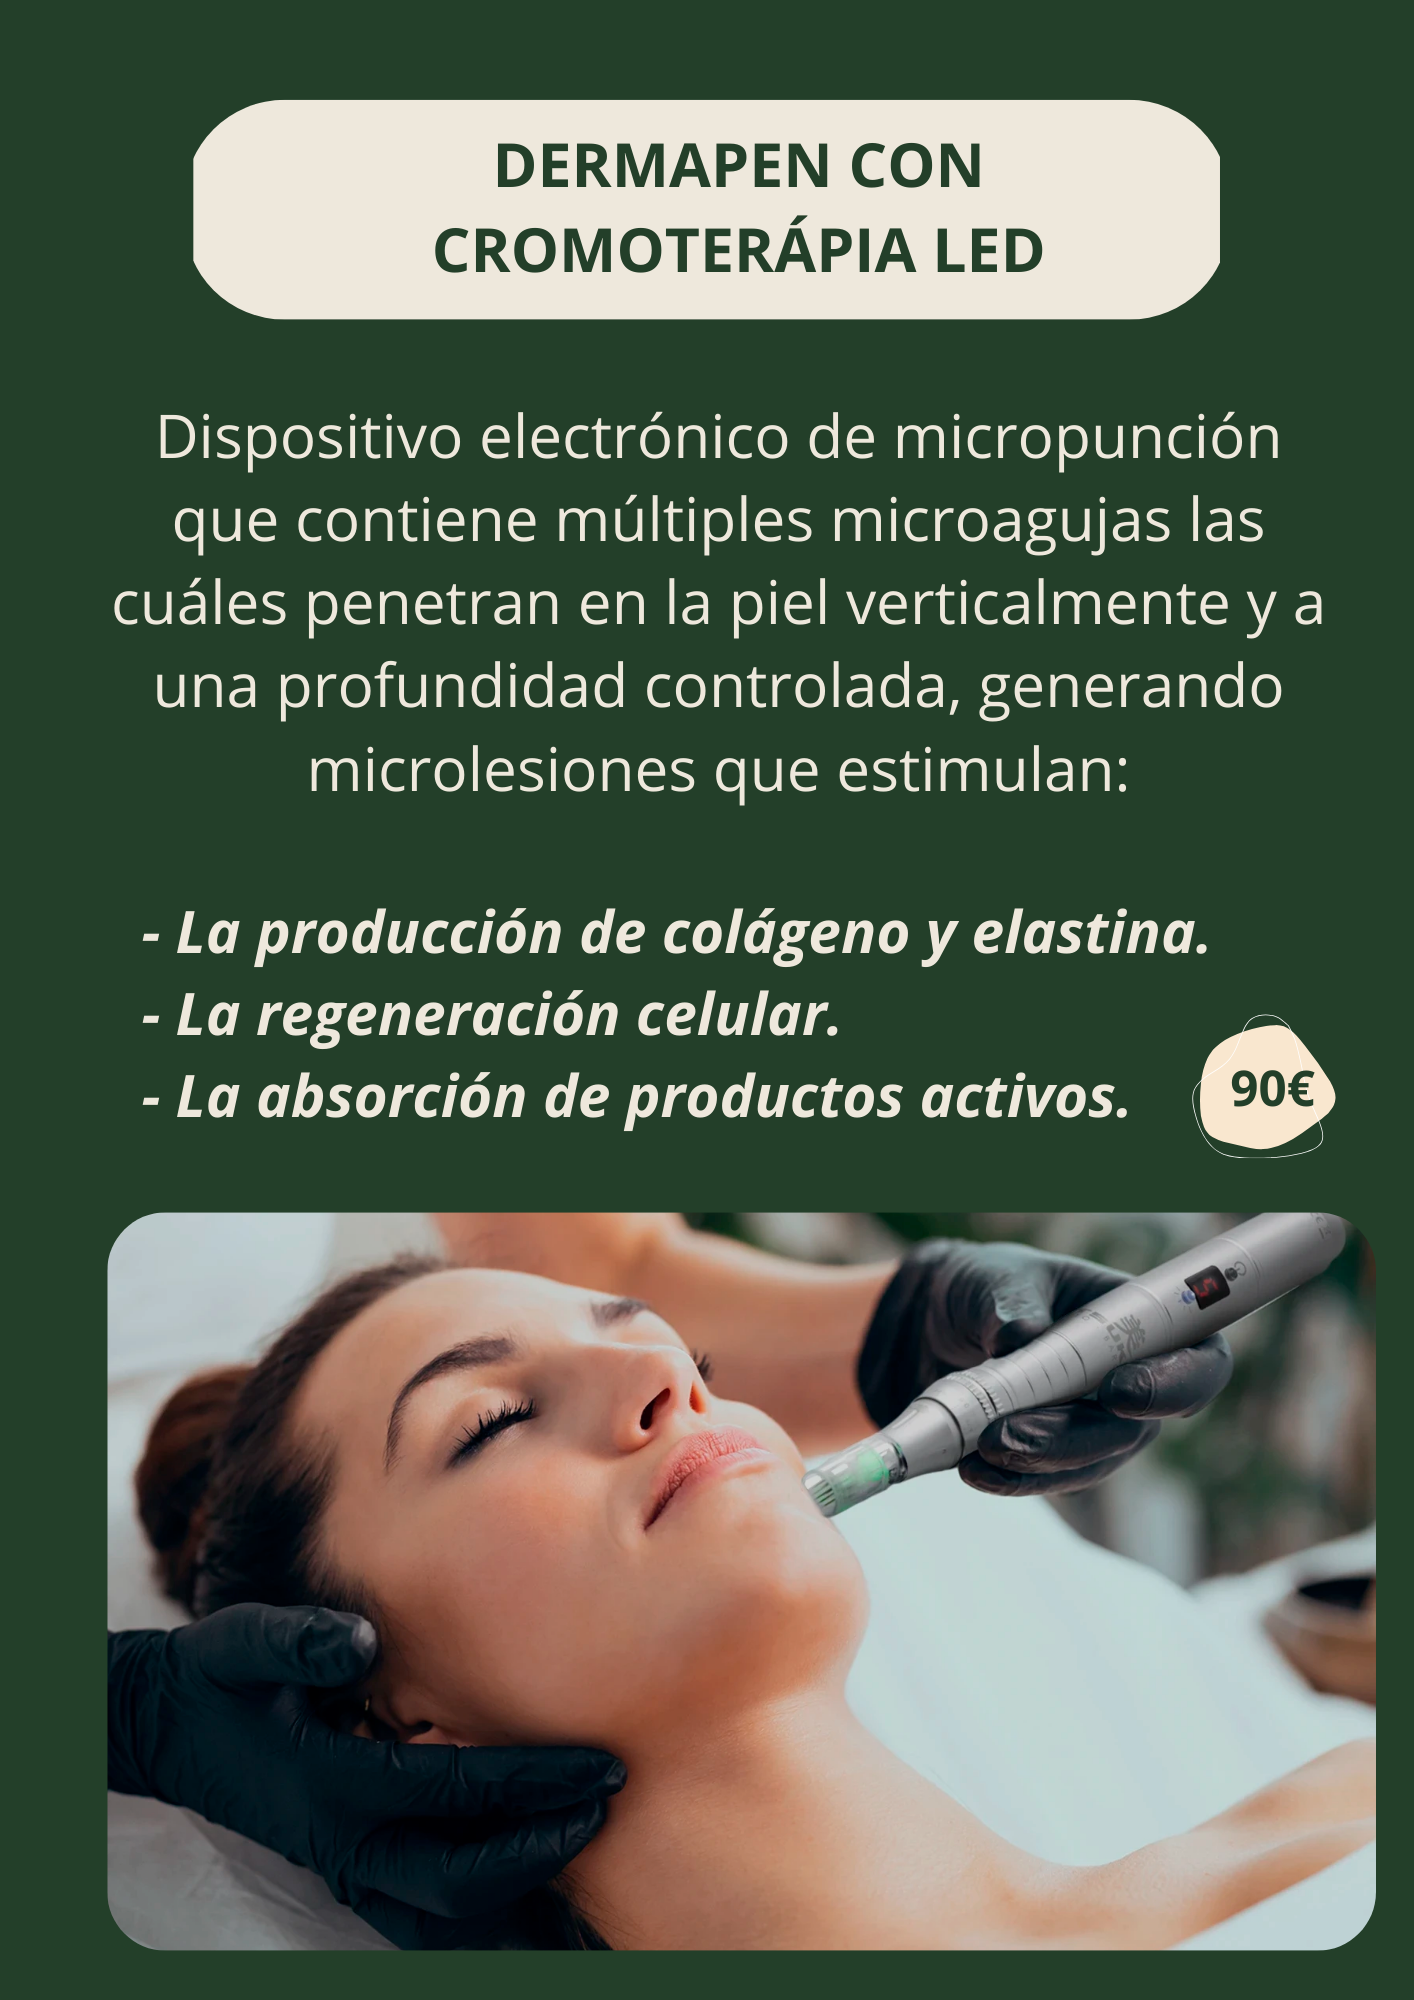 DERMAPEN CON
CROMOTERÁPIA LED
Dispositivo electrónico de micropunción
que contiene múltiples microagujas las
cuáles penetran en la piel verticalmente y a
una profundidad controlada, generando
microlesiones que estimulan:
- La producción de colágeno y elastina.
- La regeneración celular.
- La absorción de productos activos.
90€
5